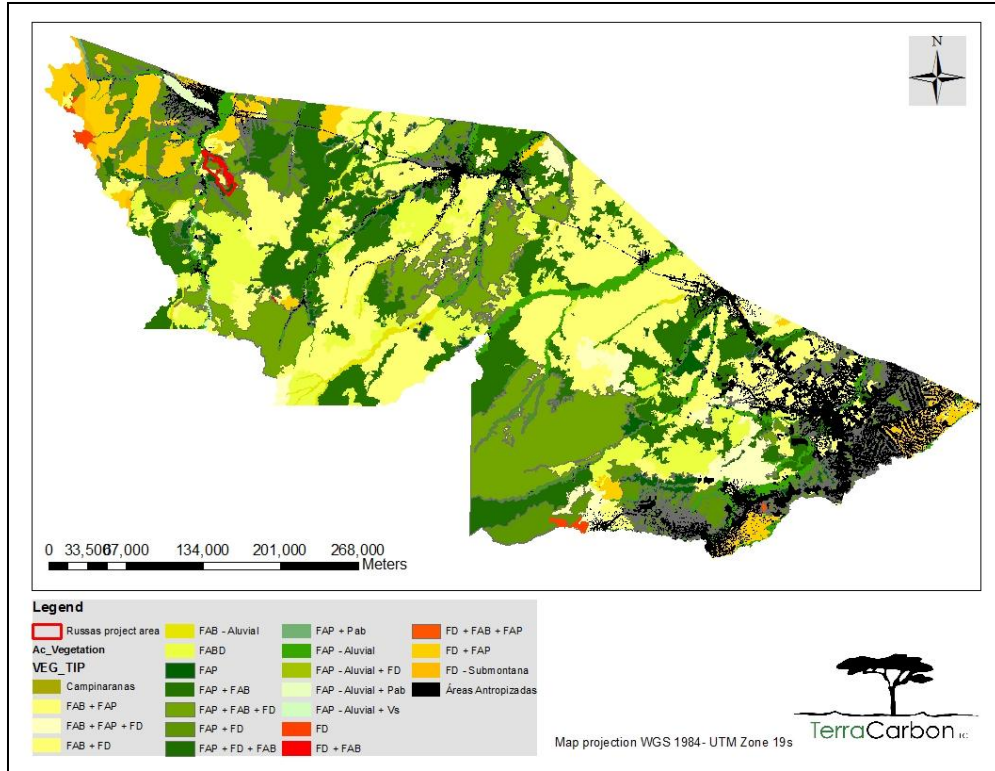 N
0 33,50067,000 134,000 201,000 268,000
Meters
Legend
Russas project area
Ac_Vegetation
VEG_TIP
Campinaranas
FAB + FAP
FAB + FAP + FD
FAB + FD
FAB - Aluvial
FABD
FAP
FAP + FAB
FAP + FAB + FD
FAP + FD
FAP + FD + FAB
FAP + Pab
FAP - Aluvial
FAP - Aluvial + FD
FAP - Aluvial + Pab
FAP - Aluvial + Vs
FD
FD + FAB
FD + FAB + FAP
FD + FAP
FD - Submontana
Áreas Antropizadas
Map projection WGS 1984- UTM Zone 19s
TerraCarbon